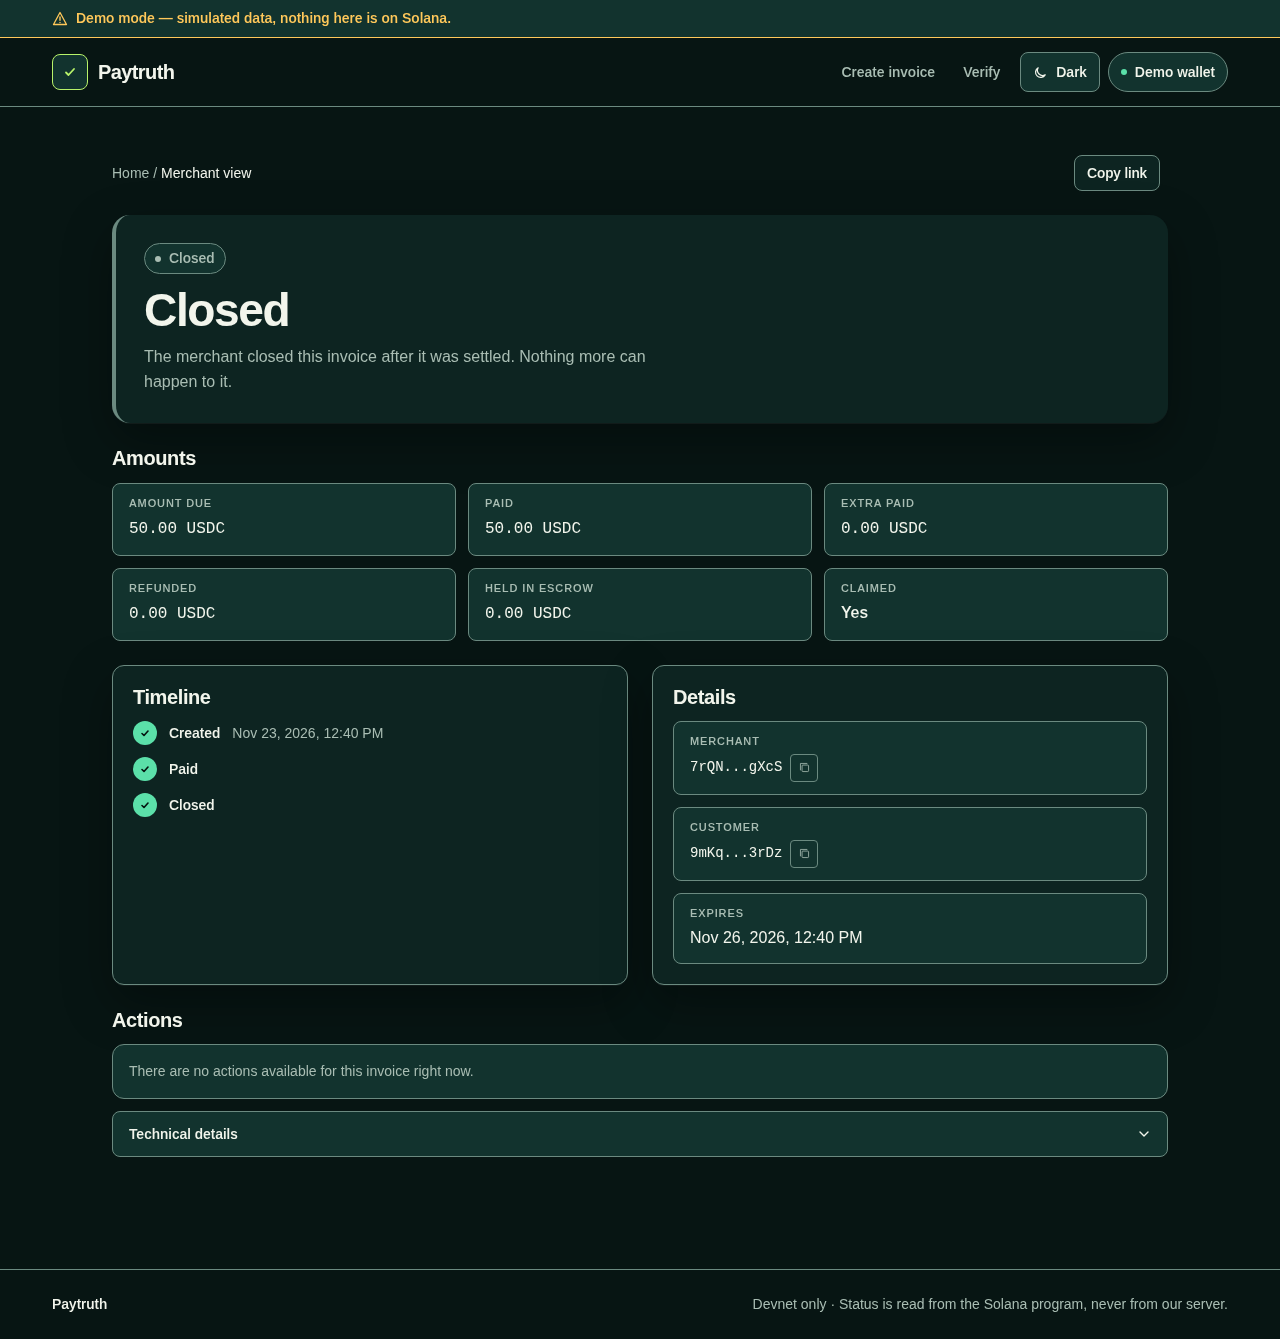 Demo mode — simulated data, nothing here is on Solana.
Paytruth
Create invoice
Verify
Dark
Demo wallet
Home / Merchant view
Copy link
Closed
Closed
The merchant closed this invoice after it was settled. Nothing more can
happen to it.
Amounts
AMOUNT DUE
50.00 USDC
PAID
50.00 USDC
EXTRA PAID
0.00 USDC
REFUNDED
0.00 USDC
HELD IN ESCROW
0.00 USDC
CLAIMED
Yes
Timeline
Created Nov 23, 2026, 12:40 PM
Paid
Closed
Details
MERCHANT
7rQN...gXcS
CUSTOMER
9mKq...3rDz
EXPIRES
Nov 26, 2026, 12:40 PM
Actions
There are no actions available for this invoice right now.
Technical details
Paytruth
Devnet only · Status is read from the Solana program, never from our server.